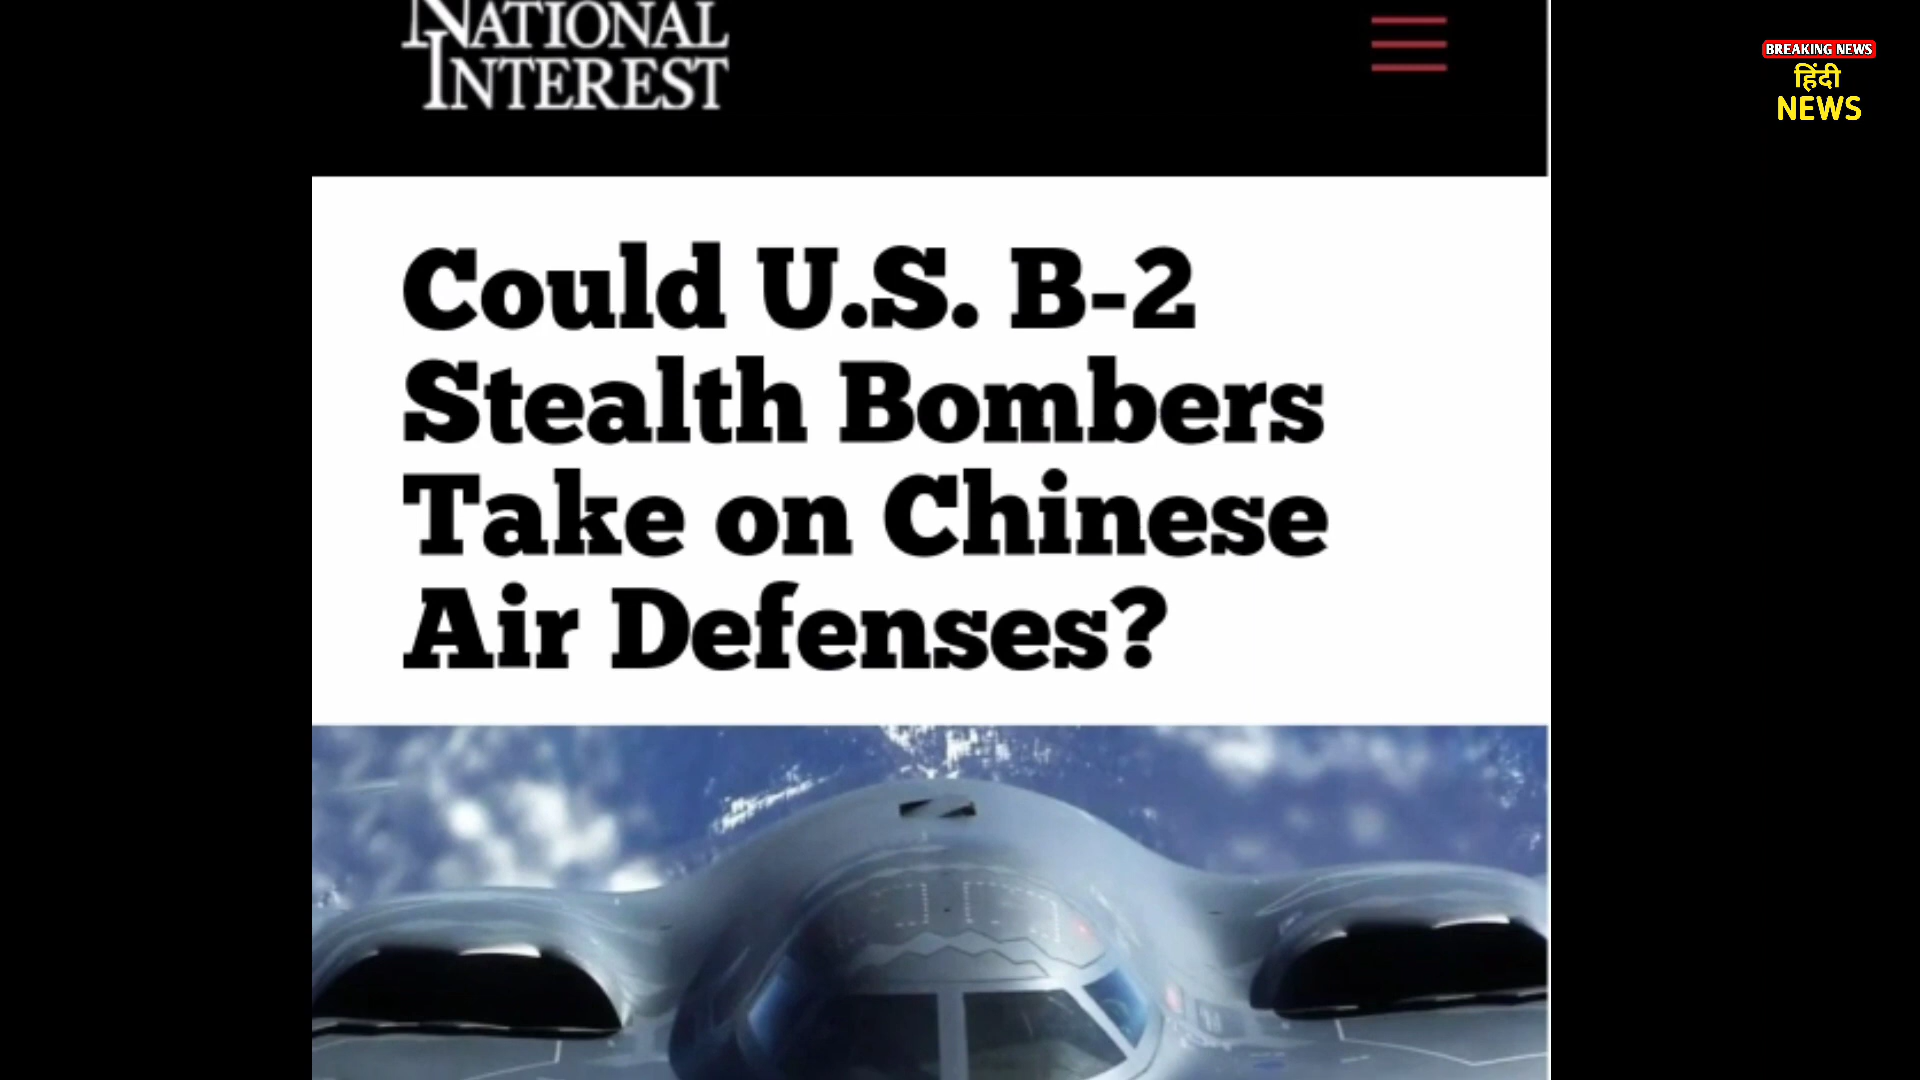 NATIONAL
INTEREST
BREAKING NEWS
हिंदी
NEWS
Could U.S. B-2
Stealth Bombers
Take on Chinese
Air Defenses?